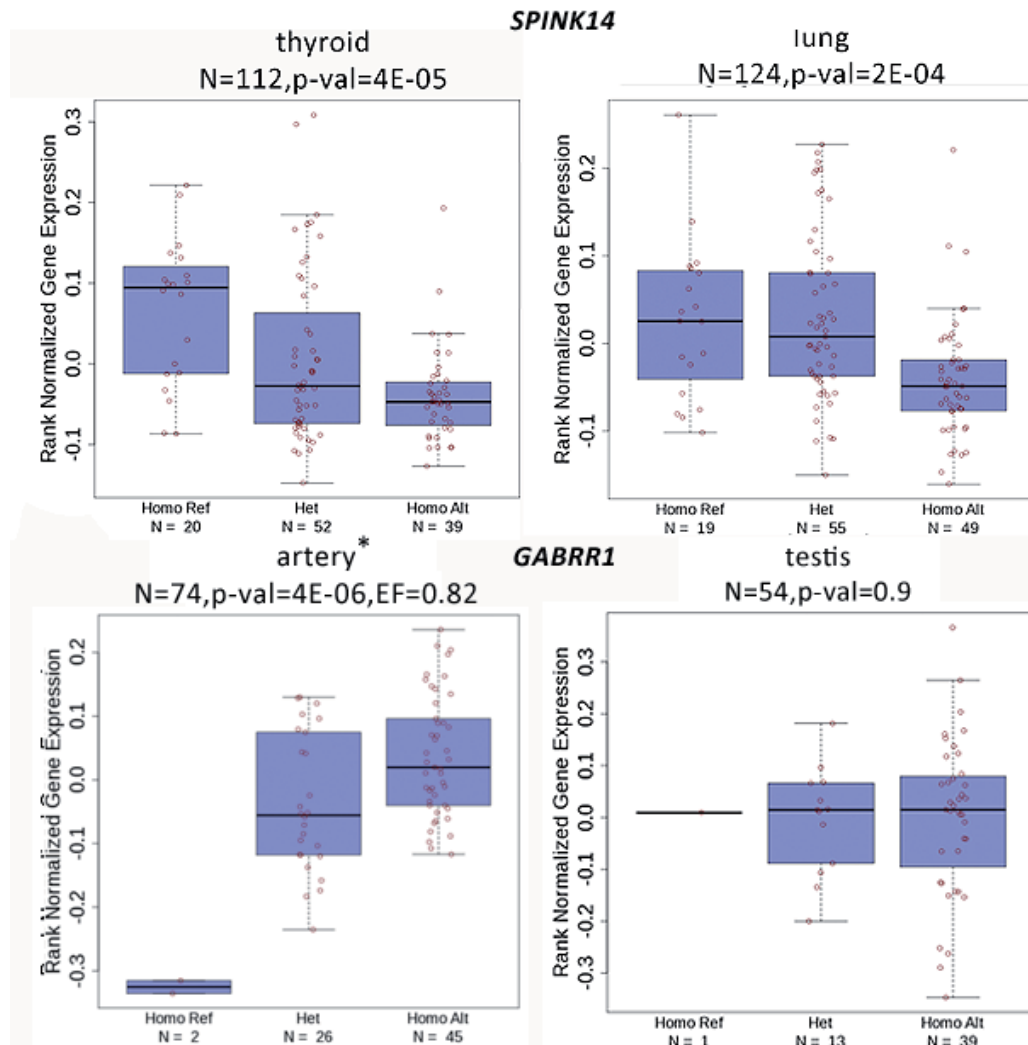 SPINK14
thyroid
N=112,p-val=4E-05
Rank Normalized Gene Expression
0.3
0.2
0.1
0.0
-0.1
Homo Ref
N = 20
Het
N = 52
Homo Alt
N = 39
lung
N=124,p-val=2E-04
Rank Normalized Gene Expression
0.2
0.1
0.0
-0.1
Homo Ref
N = 19
Het
N = 55
Homo Alt
N = 49
GABRR1
artery*
N=74,p-val=4E-06,EF=0.82
Rank Normalized Gene Expression
0.2
0.1
0.0
-0.1
-0.2
-0.3
Homo Ref
N = 2
Het
N = 26
Homo Alt
N = 45
testis
N=54,p-val=0.9
Rank Normalized Gene Expression
0.3
0.2
0.1
0.0
-0.1
-0.2
-0.3
Homo Ref
N = 1
Het
N = 13
Homo Alt
N = 39